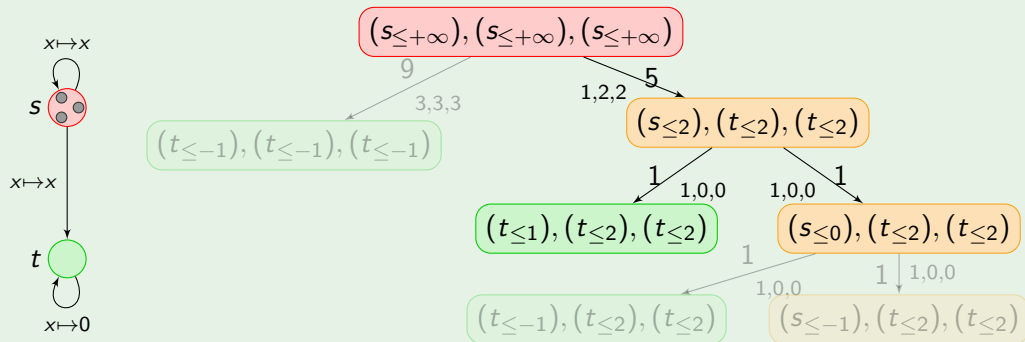 x↦x
s
x↦x
t
x↦0
(s≤+∞), (s≤+∞), (s≤+∞)
9
3,3,3
5
1,2,2
(t≤−1), (t≤−1), (t≤−1)
(s≤2), (t≤2), (t≤2)
1
1,0,0
1,0,0
1
(t≤1), (t≤2), (t≤2)
(s≤0), (t≤2), (t≤2)
1
1,0,0
1
1,0,0
(t≤−1), (t≤2), (t≤2)
(s≤−1), (t≤2), (t≤2)